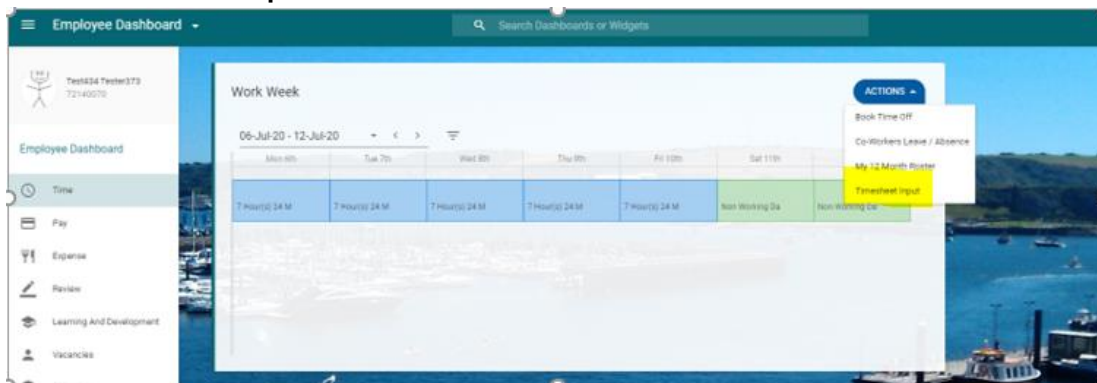 Employee Dashboard
Search Dashboards or Widgets
Test434 Tester373
72140070
Employee Dashboard
Time
Pay
Expense
Review
Learning And Development
Vacancies
Work Week
ACTIONS
06-Jul-20 - 12-Jul-20
Mon 6th Tue 7th Wed 8th Thu 9th Fri 10th Sat 11th
7 Hour(s) 24 M 7 Hour(s) 24 M 7 Hour(s) 24 M 7 Hour(s) 24 M 7 Hour(s) 24 M Non Working Da Non Working Da
Book Time Off
Co-Workers Leave / Absence
My 12 Month Roster
Timesheet Input